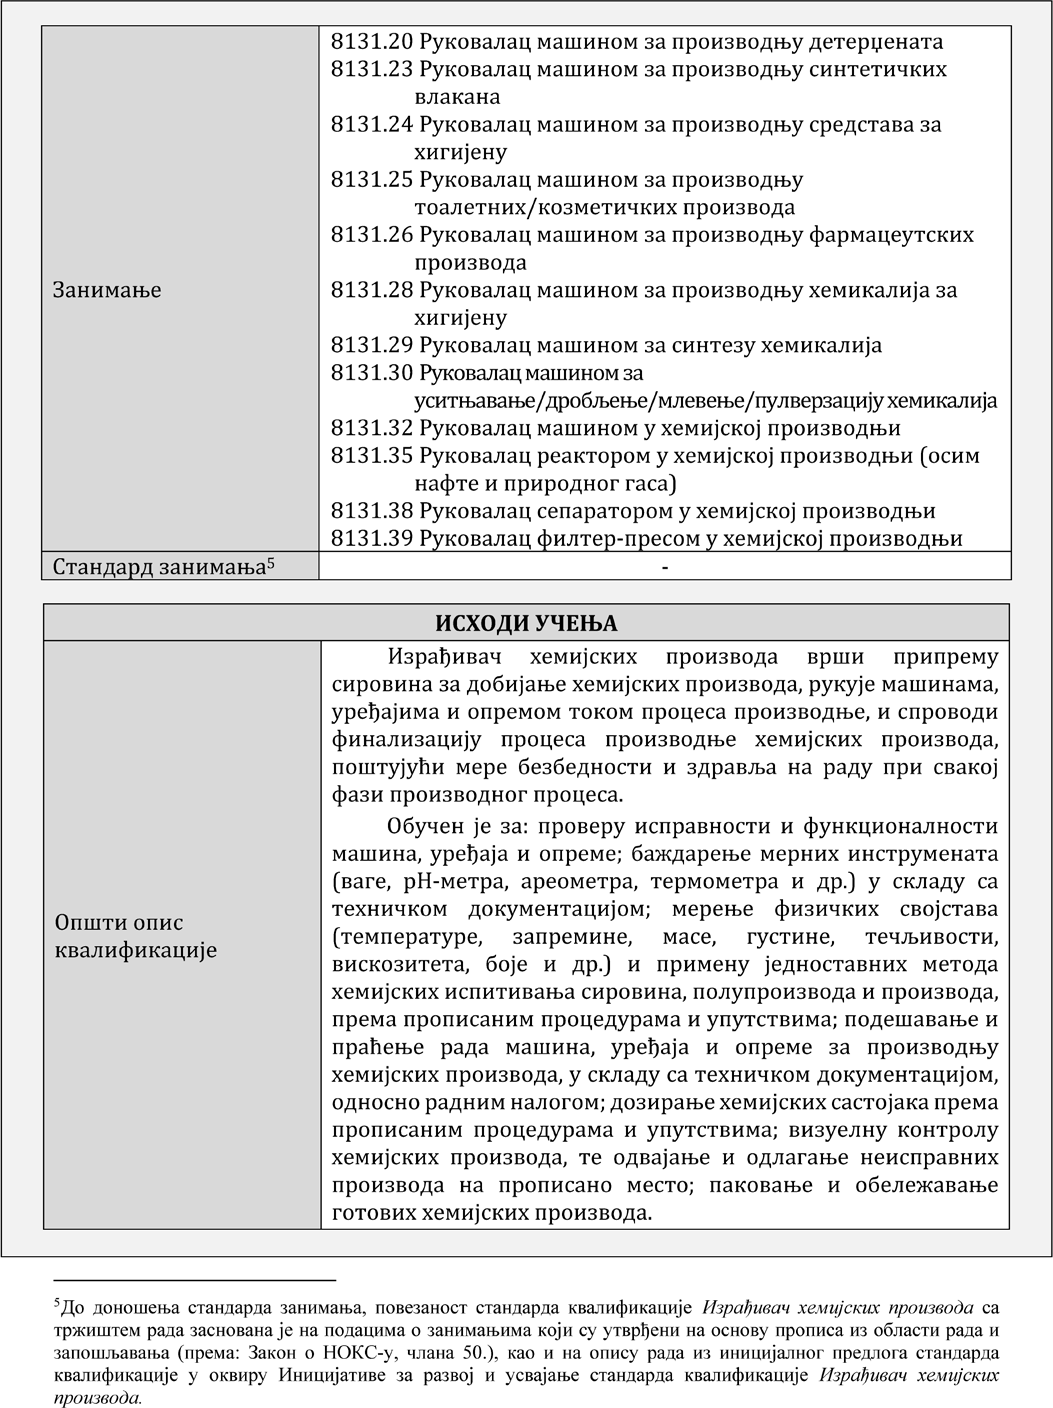 8131.20 Руковалац машином за производњу детерџената
8131.23 Руковалац машином за производњу синтетичких
влакана
8131.24 Руковалац машином за производњу средстава за
хигијену
8131.25 Руковалац машином за производњу
тоалетних/козметичких производа
8131.26 Руковалац машином за производњу фармацеутских
производа
Занимање
8131.28 Руковалац машином за производњу хемикалија за
хигијену
8131.29 Руковалац машином за синтезу хемикалија
8131.30 Руковалац машином за
уситњавање/дробљење/млевење/пулверзацију хемикалија
8131.32 Руковалац машином у хемијској производњи
8131.35 Руковалац реактором у хемијској производњи (осим
нафте и природног гаса)
8131.38 Руковалац сепаратором у хемијској производњи
8131.39 Руковалац филтер-пресом у хемијској производњи
Стандард занимања⁵ -
ИСХОДИ УЧЕЊА
Општи опис
квалификације
Израђивач хемијских производа врши припрему
сировина за добијање хемијских производа, рукује машинама,
уређајима и опремом током процеса производње, и спроводи
финализацију процеса производње хемијских производа,
поштујући мере безбедности и здравља на раду при свакој
фази производног процеса.
Обучен је за: проверу исправности и функционалности
машина, уређаја и опреме; баждарење мерних инструмената
(ваге, pH-метра, ареометра, термометра и др.) у складу са
техничком документацијом; мерење физичких својстава
(температуре, запремине, масе, густине, течљивости,
вискозитета, боје и др.) и примену једноставних метода
хемијских испитивања сировина, полупроизвода и производа,
према прописаним процедурама и упутствима; подешавање и
праћење рада машина, уређаја и опреме за производњу
хемијских производа, у складу са техничком документацијом,
односно радним налогом; дозирање хемијских састојака према
прописаним процедурама и упутствима; визуелну контролу
хемијских производа, те одвајање и одлагање неисправних
производа на прописано место; паковање и обележавање
готових хемијских производа.
⁵До доношења стандарда занимања, повезаност стандарда квалификације Израђивач хемијских производа са
тржиштем рада заснована је на подацима о занимањима који су утврђени на основу прописа из области рада и
запошљавања (према: Закон о НОКС-у, члана 50.), као и на опису рада из иницијалног предлога стандарда
квалификације у оквиру Иницијативе за развој и усвајање стандарда квалификације Израђивач хемијских
производа.